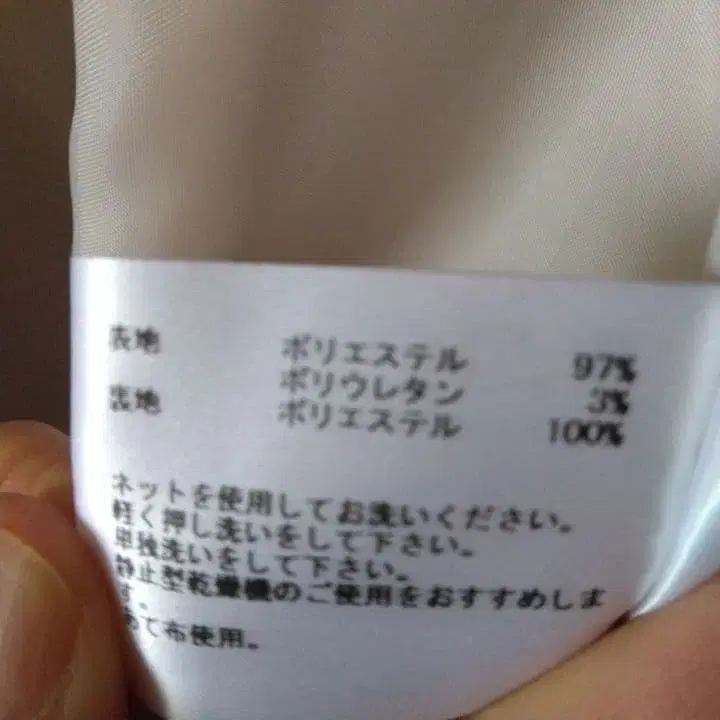 表地 ポリエステル 97%
ポリウレタン 3%
裏地 ポリエステル 100%
ネットを使用してお洗いください。
軽く押し洗いをして下さい。
単独洗いをして下さい。
静止型乾燥機のご使用をおすすめしま
す。
あて布使用。